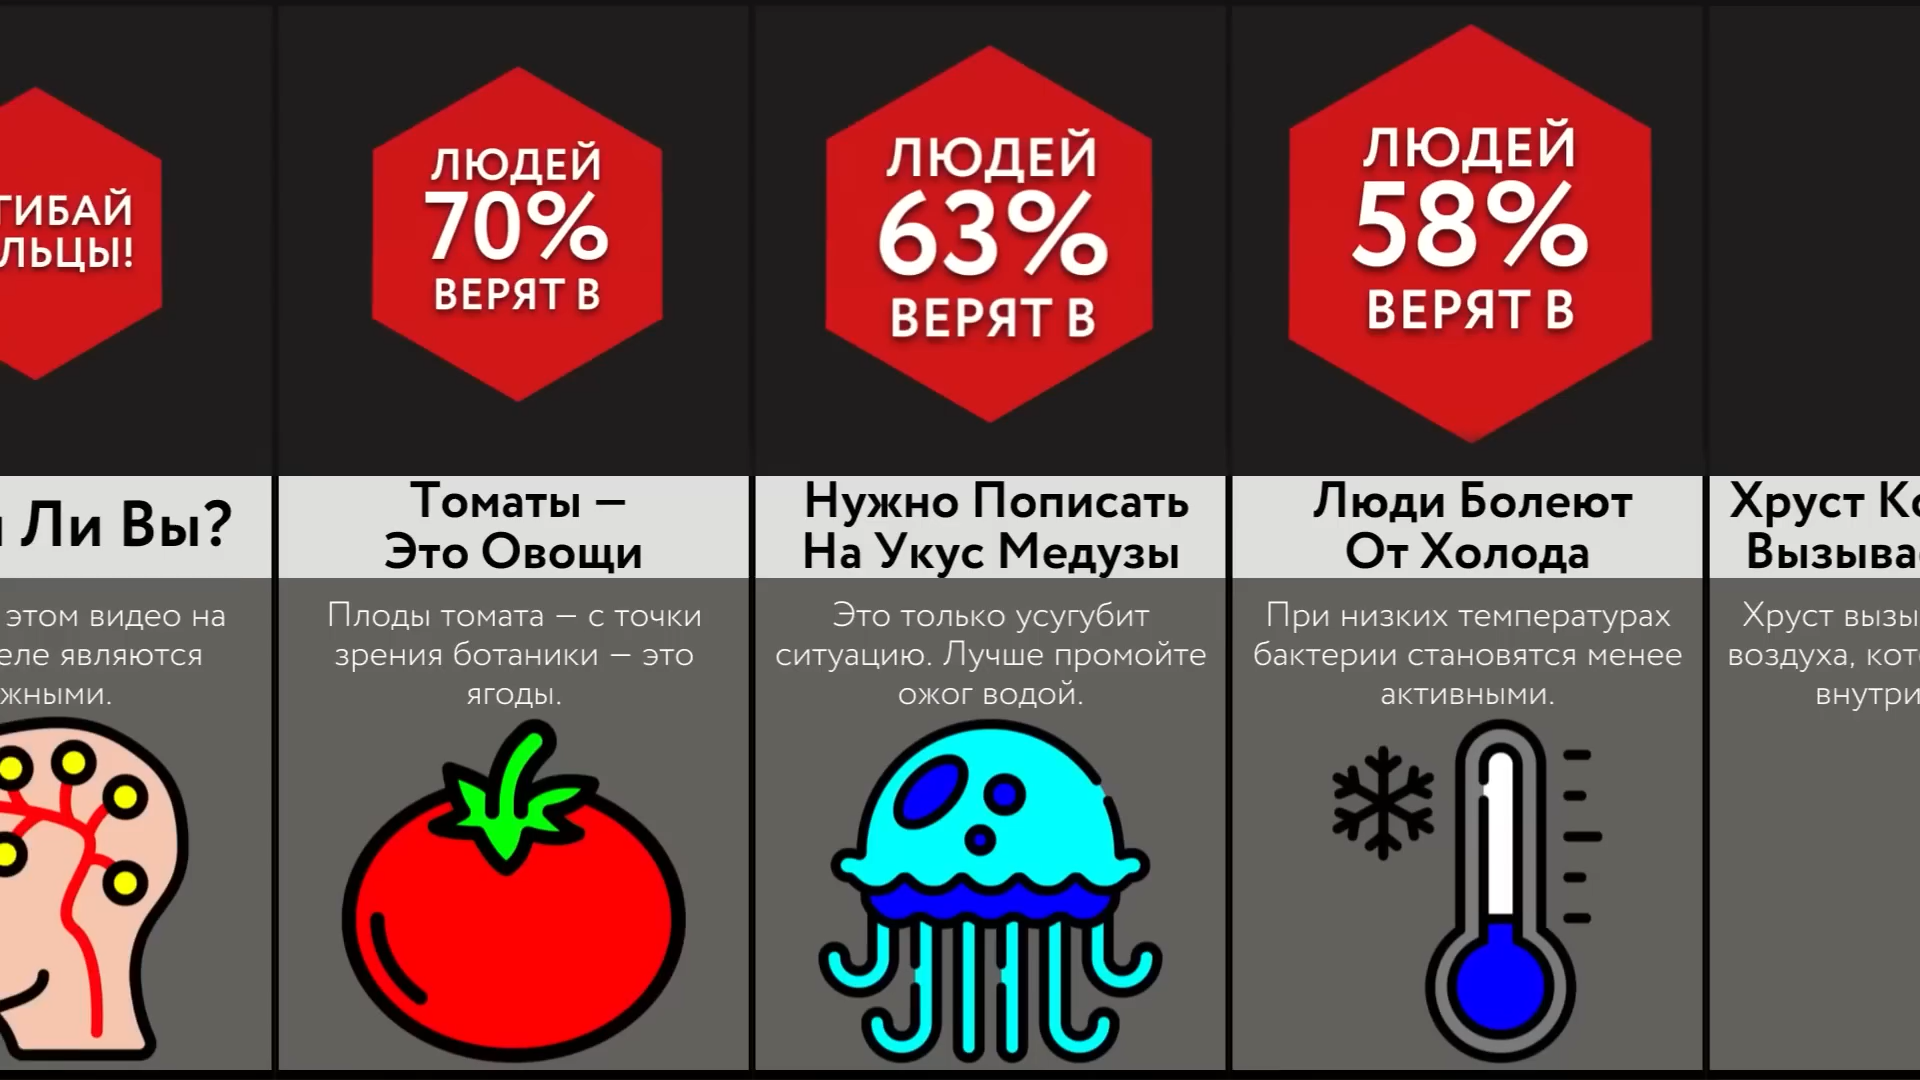 ГИБАЙ
ЛЬЦЫ!
Ли Вы?
этом видео на
еле являются
жными.
ЛЮДЕЙ
70%
ВЕРЯТ В
Томаты –
Это Овощи
Плоды томата – с точки
зрения ботаники – это
ягоды.
ЛЮДЕЙ
63%
ВЕРЯТ В
Нужно Пописать
На Укус Медузы
Это только усугубит
ситуацию. Лучше промойте
ожог водой.
ЛЮДЕЙ
58%
ВЕРЯТ В
Люди Болеют
От Холода
При низких температурах
бактерии становятся менее
активными.
Хруст Ко
Вызыва
Хруст вызы
воздуха, кот
внутри